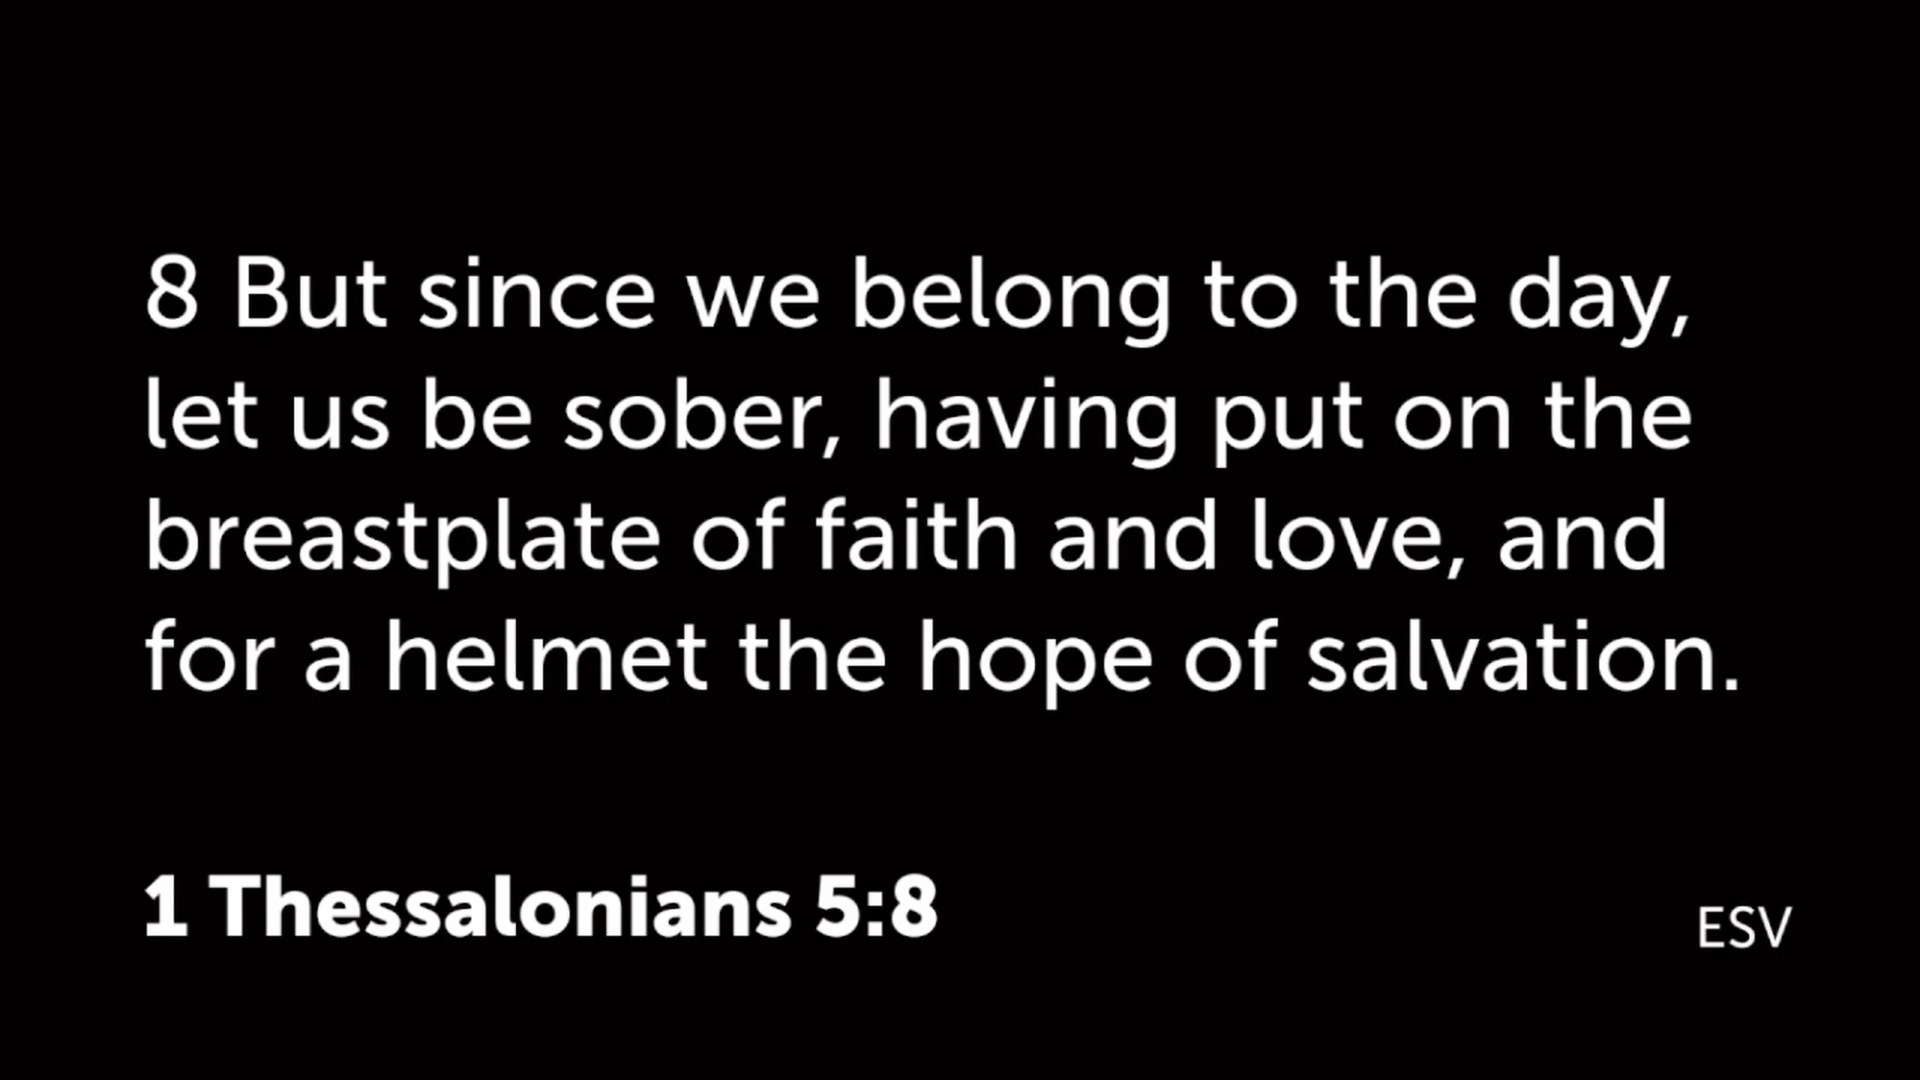 8 But since we belong to the day,
let us be sober, having put on the
breastplate of faith and love, and
for a helmet the hope of salvation.
1 Thessalonians 5:8
ESV